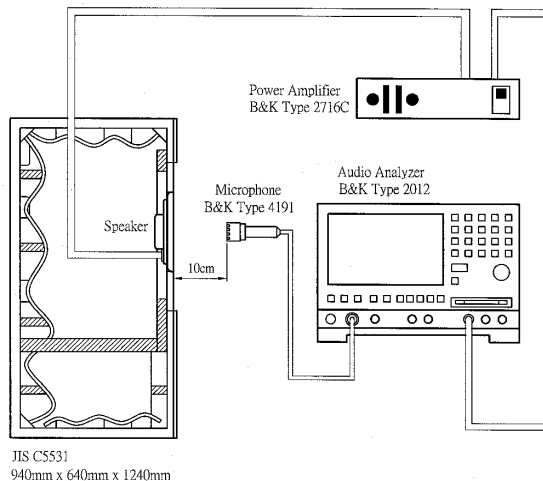 Power Amplifier
B&K Type 2716C
Audio Analyzer
B&K Type 2012
Microphone
B&K Type 4191
Speaker
10cm
JIS C5531
940mm x 640mm x 1240mm